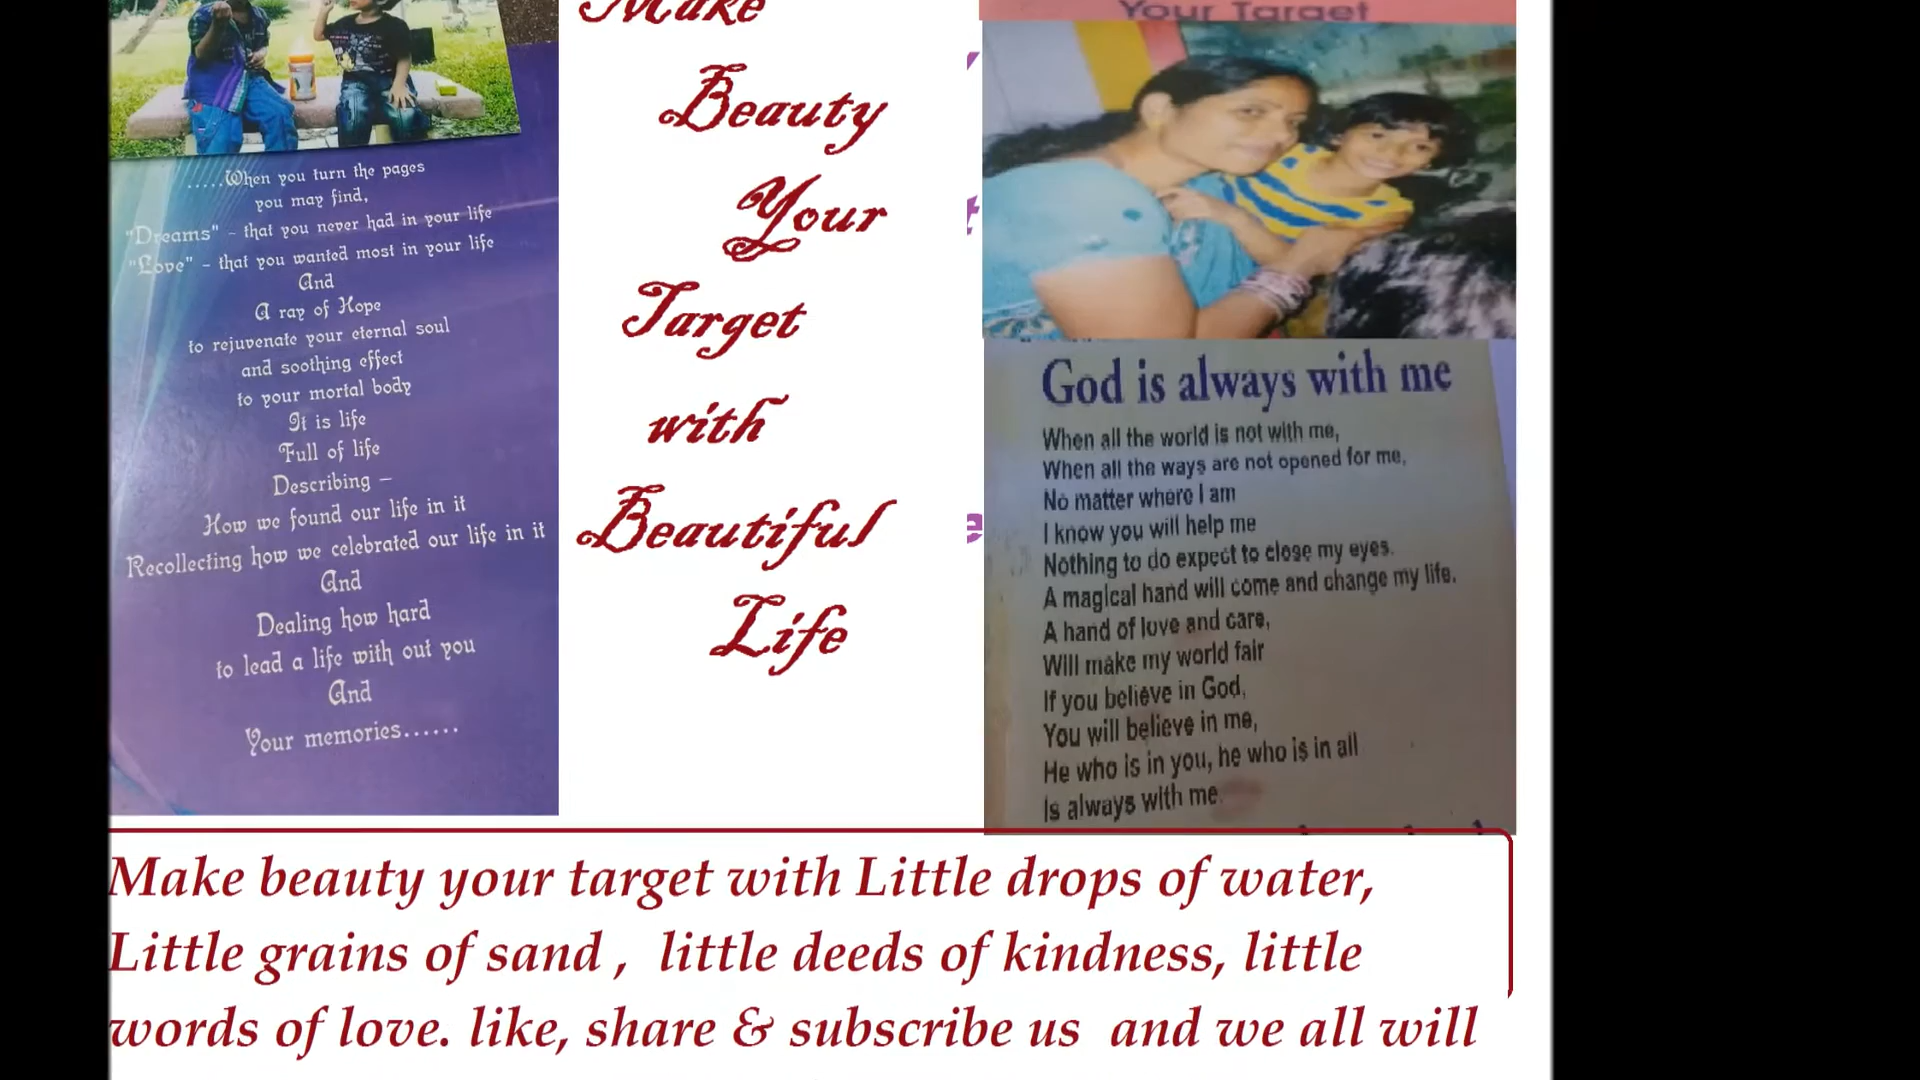 .....When you turn the pages
you may find,
"Dreams" - that you never had in your life
"Love" - that you wanted most in your life
And
A ray of Hope
to rejuvenate your eternal soul
and soothing effect
to your mortal body
It is life
Full of life
Describing -
How we found our life in it
Recollecting how we celebrated our life in it
And
Dealing how hard
to lead a life with out you
And
Your memories......
Make
Beauty
Your
Target
with
Beautiful
Life
Your Target
God is always with me
When all the world is not with me,
When all the ways are not opened for me,
No matter where I am
I know you will help me
Nothing to do expect to close my eyes.
A magical hand will come and change my life.
A hand of love and care,
Will make my world fair
If you believe in God,
You will believe in me,
He who is in you, he who is in all
Is always with me.
Make beauty your target with Little drops of water,
Little grains of sand , little deeds of kindness, little
words of love. like, share & subscribe us and we all will